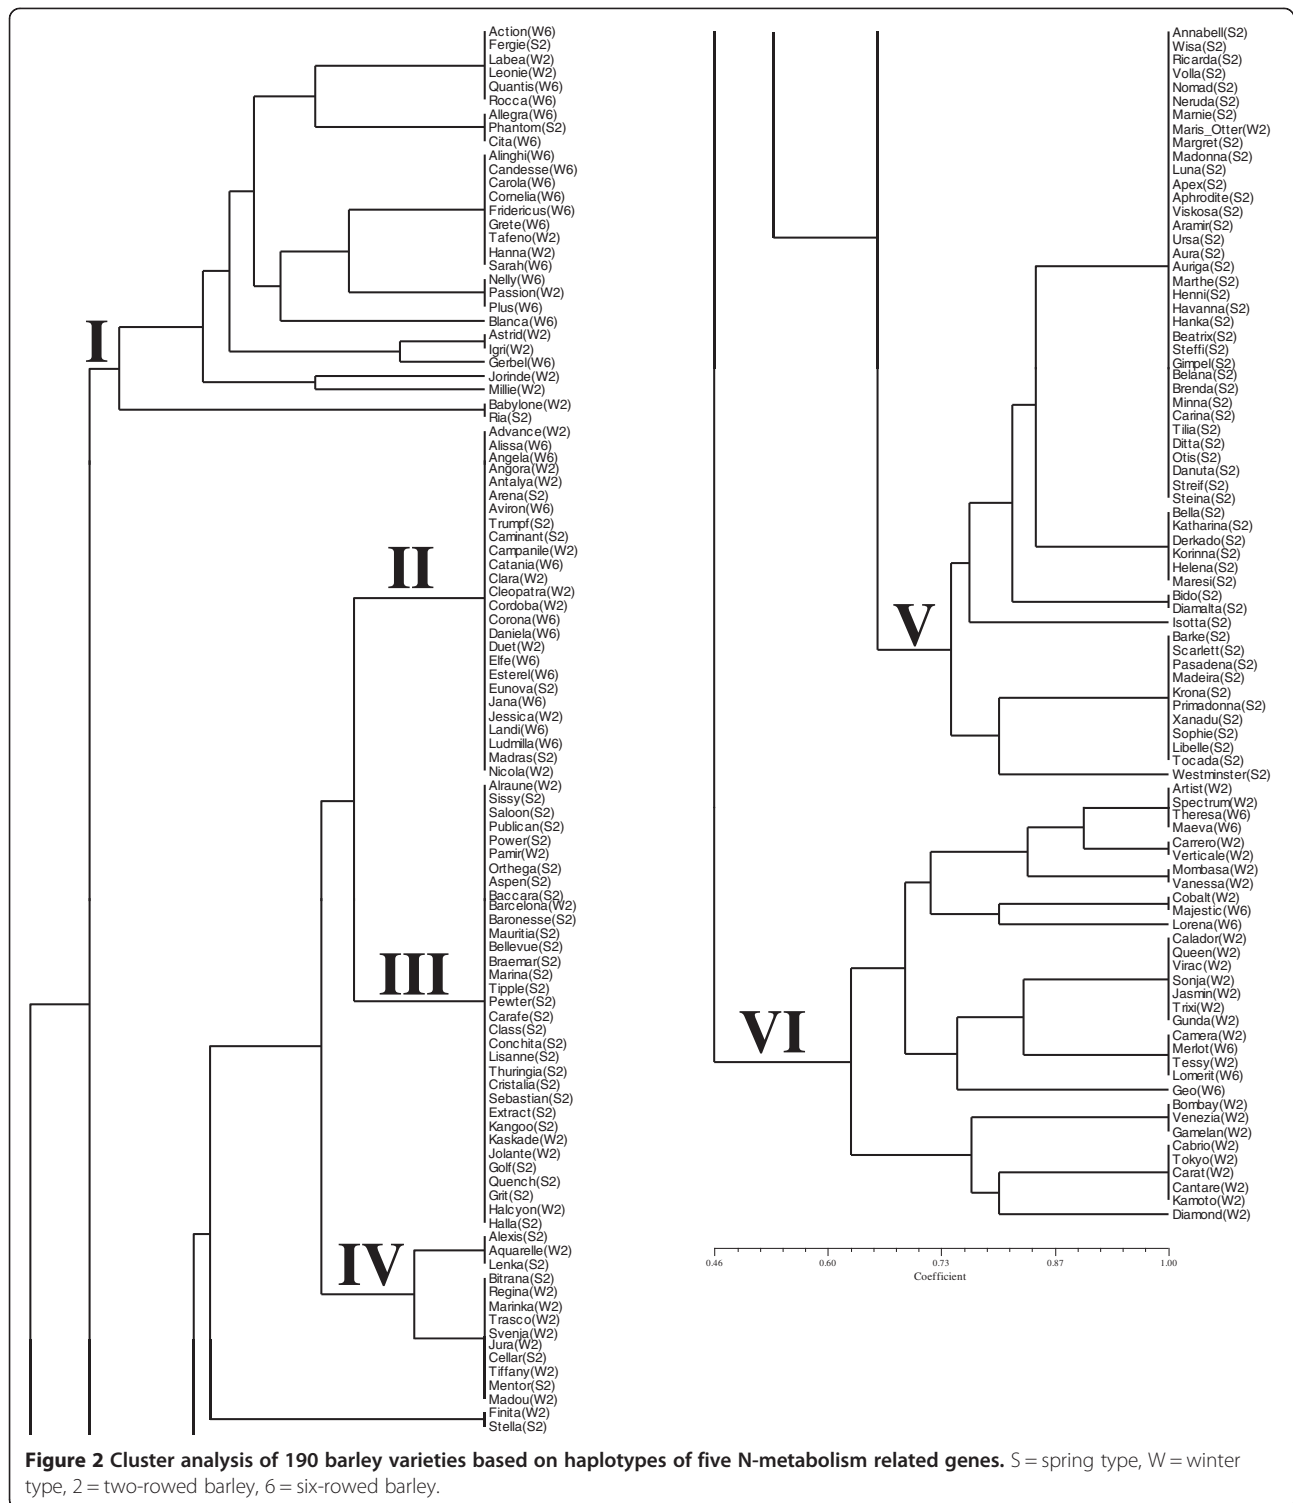 Action(W6)
Fergie(S2)
Labea(W2)
Leonie(W2)
Quantis(W6)
Rocca(W6)
Allegra(W6)
Phantom(S2)
Cita(W6)
Alinghi(W6)
Candesse(W6)
Carola(W6)
Cornelia(W6)
Fridericus(W6)
Grete(W6)
Tafeno(W2)
Hanna(W2)
Sarah(W6)
Nelly(W6)
Passion(W2)
Plus(W6)
Blanca(W6)
Astrid(W2)
Igri(W2)
Gerbel(W6)
Jorinde(W2)
Millie(W2)
Babylone(W2)
Ria(S2)
I
Advance(W2)
Alissa(W6)
Angela(W6)
Angora(W2)
Antalya(W2)
Arena(S2)
Aviron(W6)
Trumpf(S2)
Caminant(S2)
Campanile(W2)
Catania(W6)
Clara(W2)
Cleopatra(W2)
Cordoba(W2)
Corona(W6)
Daniela(W6)
Duet(W2)
Elfe(W6)
Esterel(W6)
Eunova(S2)
Jana(W6)
Jessica(W2)
Landi(W6)
Ludmilla(W6)
Madras(S2)
Nicola(W2)
II
Alraune(W2)
Sissy(S2)
Saloon(S2)
Publican(S2)
Power(S2)
Pamir(W2)
Orthega(S2)
Aspen(S2)
Baccara(S2)
Barcelona(W2)
Baronesse(S2)
Mauritia(S2)
Bellevue(S2)
Braemar(S2)
Marina(S2)
Tipple(S2)
Pewter(S2)
Carafe(S2)
Class(S2)
Conchita(S2)
Lisanne(S2)
Thuringia(S2)
Cristalia(S2)
Sebastian(S2)
Extract(S2)
Kangoo(S2)
Kaskade(W2)
Jolante(W2)
Golf(S2)
Quench(S2)
Grit(S2)
Halcyon(W2)
Halla(S2)
III
Alexis(S2)
Aquarelle(W2)
Lenka(S2)
Bitrana(S2)
Regina(W2)
Marinka(W2)
Trasco(W2)
Svenja(W2)
Jura(W2)
Cellar(S2)
Tiffany(W2)
Mentor(S2)
Madou(W2)
IV
Finita(W2)
Stella(S2)
Annabell(S2)
Wisa(S2)
Ricarda(S2)
Volla(S2)
Nomad(S2)
Neruda(S2)
Marnie(S2)
Maris_Otter(W2)
Margret(S2)
Madonna(S2)
Luna(S2)
Apex(S2)
Aphrodite(S2)
Viskosa(S2)
Aramir(S2)
Ursa(S2)
Aura(S2)
Auriga(S2)
Marthe(S2)
Henni(S2)
Havanna(S2)
Hanka(S2)
Beatrix(S2)
Steffi(S2)
Gimpel(S2)
Belana(S2)
Brenda(S2)
Minna(S2)
Carina(S2)
Tilia(S2)
Ditta(S2)
Otis(S2)
Danuta(S2)
Streif(S2)
Steina(S2)
Bella(S2)
Katharina(S2)
Derkado(S2)
Korinna(S2)
Helena(S2)
Maresi(S2)
Bido(S2)
Diamalta(S2)
Isotta(S2)
Barke(S2)
Scarlett(S2)
Pasadena(S2)
Madeira(S2)
Krona(S2)
Primadonna(S2)
Xanadu(S2)
Sophie(S2)
Libelle(S2)
Tocada(S2)
Westminster(S2)
V
Artist(W2)
Spectrum(W2)
Theresa(W6)
Maeva(W6)
Carrero(W2)
Verticale(W2)
Mombasa(W2)
Vanessa(W2)
Cobalt(W2)
Majestic(W6)
Lorena(W6)
Calador(W2)
Queen(W2)
Virac(W2)
Sonja(W2)
Jasmin(W2)
Trixi(W2)
Gunda(W2)
Camera(W2)
Merlot(W6)
Tessy(W2)
Lomerit(W6)
Geo(W6)
Bombay(W2)
Venezia(W2)
Gamelan(W2)
Cabrio(W2)
Tokyo(W2)
Carat(W2)
Cantare(W2)
Kamoto(W2)
Diamond(W2)
VI
0.46 0.60 0.73 0.87 1.00
Coefficient
Figure 2 Cluster analysis of 190 barley varieties based on haplotypes of five N-metabolism related genes. S = spring type, W = winter
type, 2 = two-rowed barley, 6 = six-rowed barley.